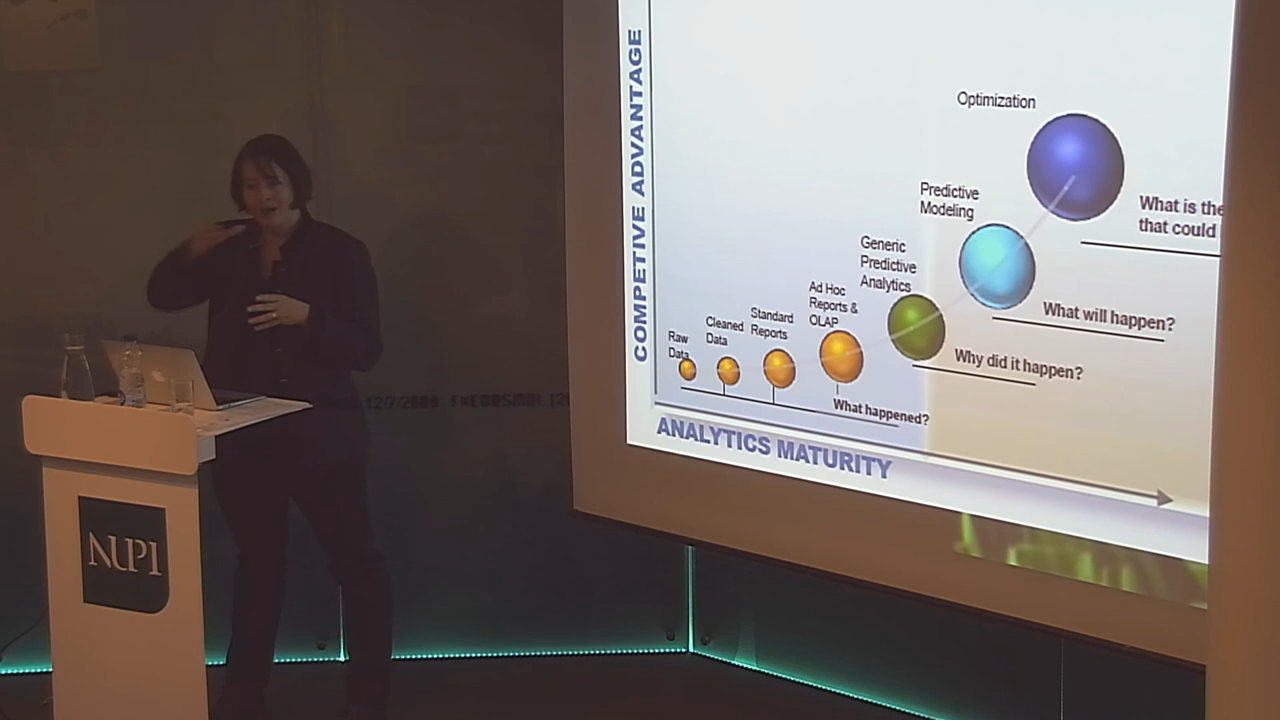 COMPETIVE ADVANTAGE
Optimization
What is the
that could
Predictive
Modeling
What will happen?
Generic
Predictive
Analytics
Why did it happen?
Ad Hoc
Reports &
OLAP
Standard
Reports
Cleaned
Data
Raw
Data
What happened?
ANALYTICS MATURITY
NUPI